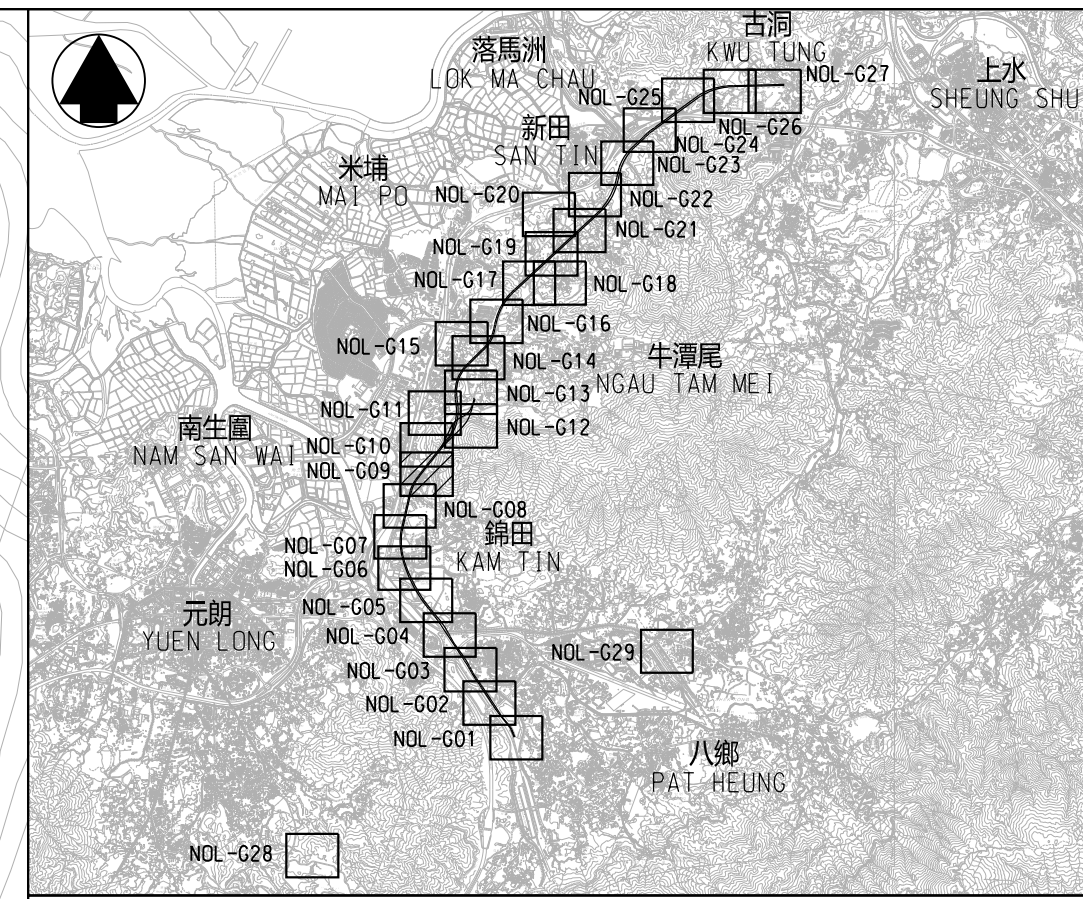 古洞
KWU TUNG
落馬洲
LOK MA CHAU
上水
SHEUNG SHU
NOL-G27
NOL-G25
NOL-G26
新田
SAN TIN
NOL-G24
NOL-G23
米埔
MAI PO
NOL-G20
NOL-G22
NOL-G21
NOL-G19
NOL-G17
NOL-G18
NOL-G16
NOL-G15
NOL-G14
牛潭尾
NGAU TAM MEI
NOL-G13
NOL-G11
NOL-G12
南生圍
NAM SAN WAI
NOL-G10
NOL-G09
NOL-G08
錦田
KAM TIN
NOL-G07
NOL-G06
NOL-G05
元朗
YUEN LONG
NOL-G04
NOL-G29
NOL-G03
NOL-G02
NOL-G01
八鄉
PAT HEUNG
NOL-G28